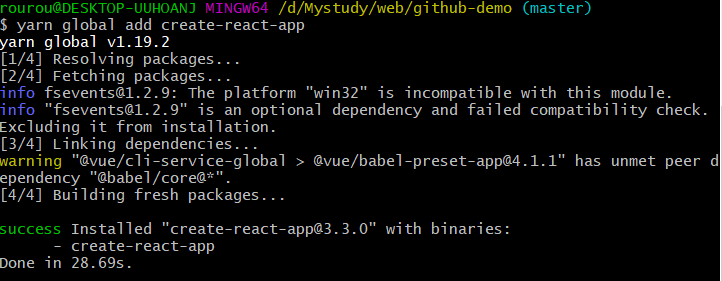 rourou@DESKTOP-UUHOANJ MINGW64 /d/Mystudy/web/github-demo (master)
$ yarn global add create-react-app
yarn global v1.19.2
[1/4] Resolving packages...
[2/4] Fetching packages...
info fsevents@1.2.9: The platform "win32" is incompatible with this module.
info "fsevents@1.2.9" is an optional dependency and failed compatibility check.
Excluding it from installation.
[3/4] Linking dependencies...
warning "@vue/cli-service-global > @vue/babel-preset-app@4.1.1" has unmet peer d
ependency "@babel/core@*".
[4/4] Building fresh packages...
success Installed "create-react-app@3.3.0" with binaries:
      - create-react-app
Done in 28.69s.